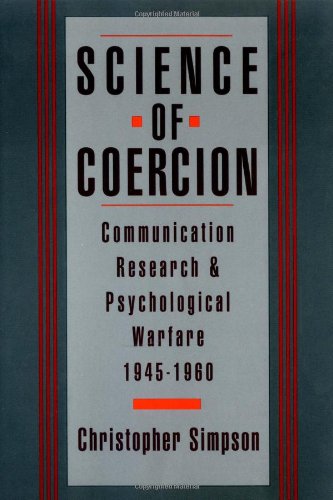 SCIENCE
OF
COERCION
Communication
Research &
Psychological
Warfare
1945-1960
Christopher Simpson